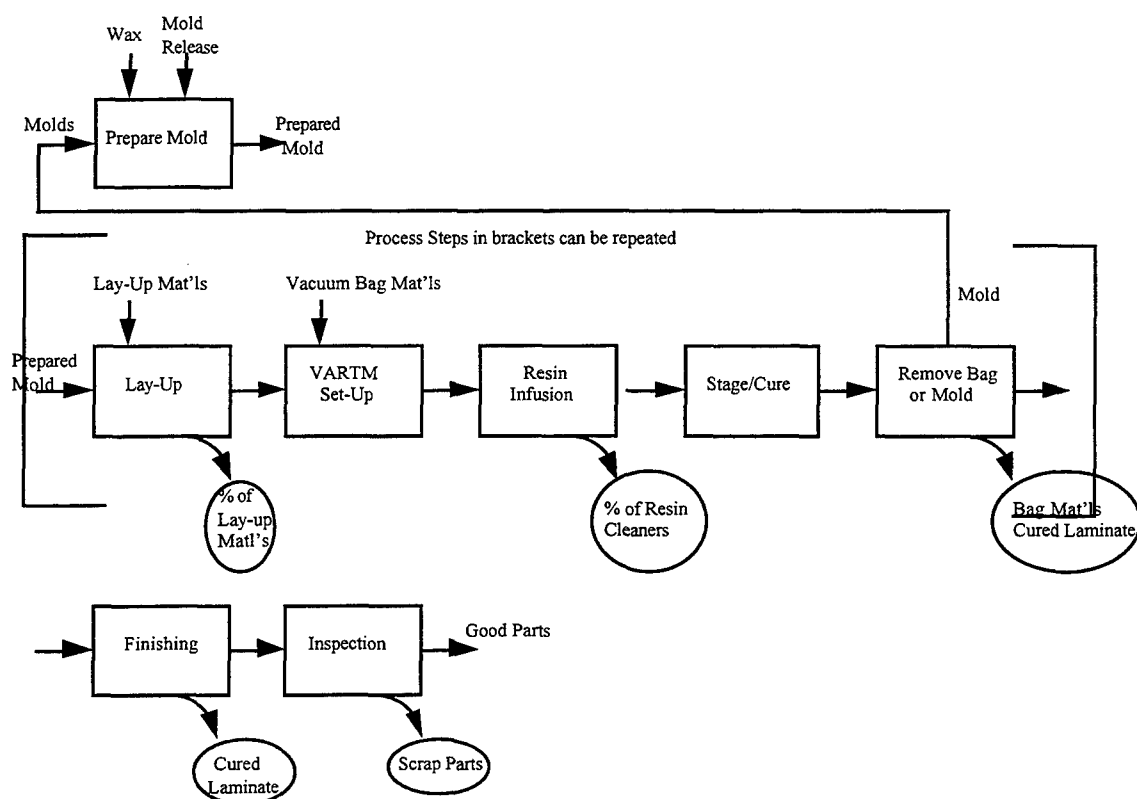 Wax
Mold
Release
Molds
Prepare Mold
Prepared
Mold
Process Steps in brackets can be repeated
Lay-Up Mat'ls
Vacuum Bag Mat'ls
Mold
Prepared
Mold
Lay-Up
VARTM
Set-Up
Resin
Infusion
Stage/Cure
Remove Bag
or Mold
% of
Lay-up
Matl's
% of Resin
Cleaners
Bag Mat'ls
Cured Laminate
Finishing
Inspection
Good Parts
Cured
Laminate
Scrap Parts